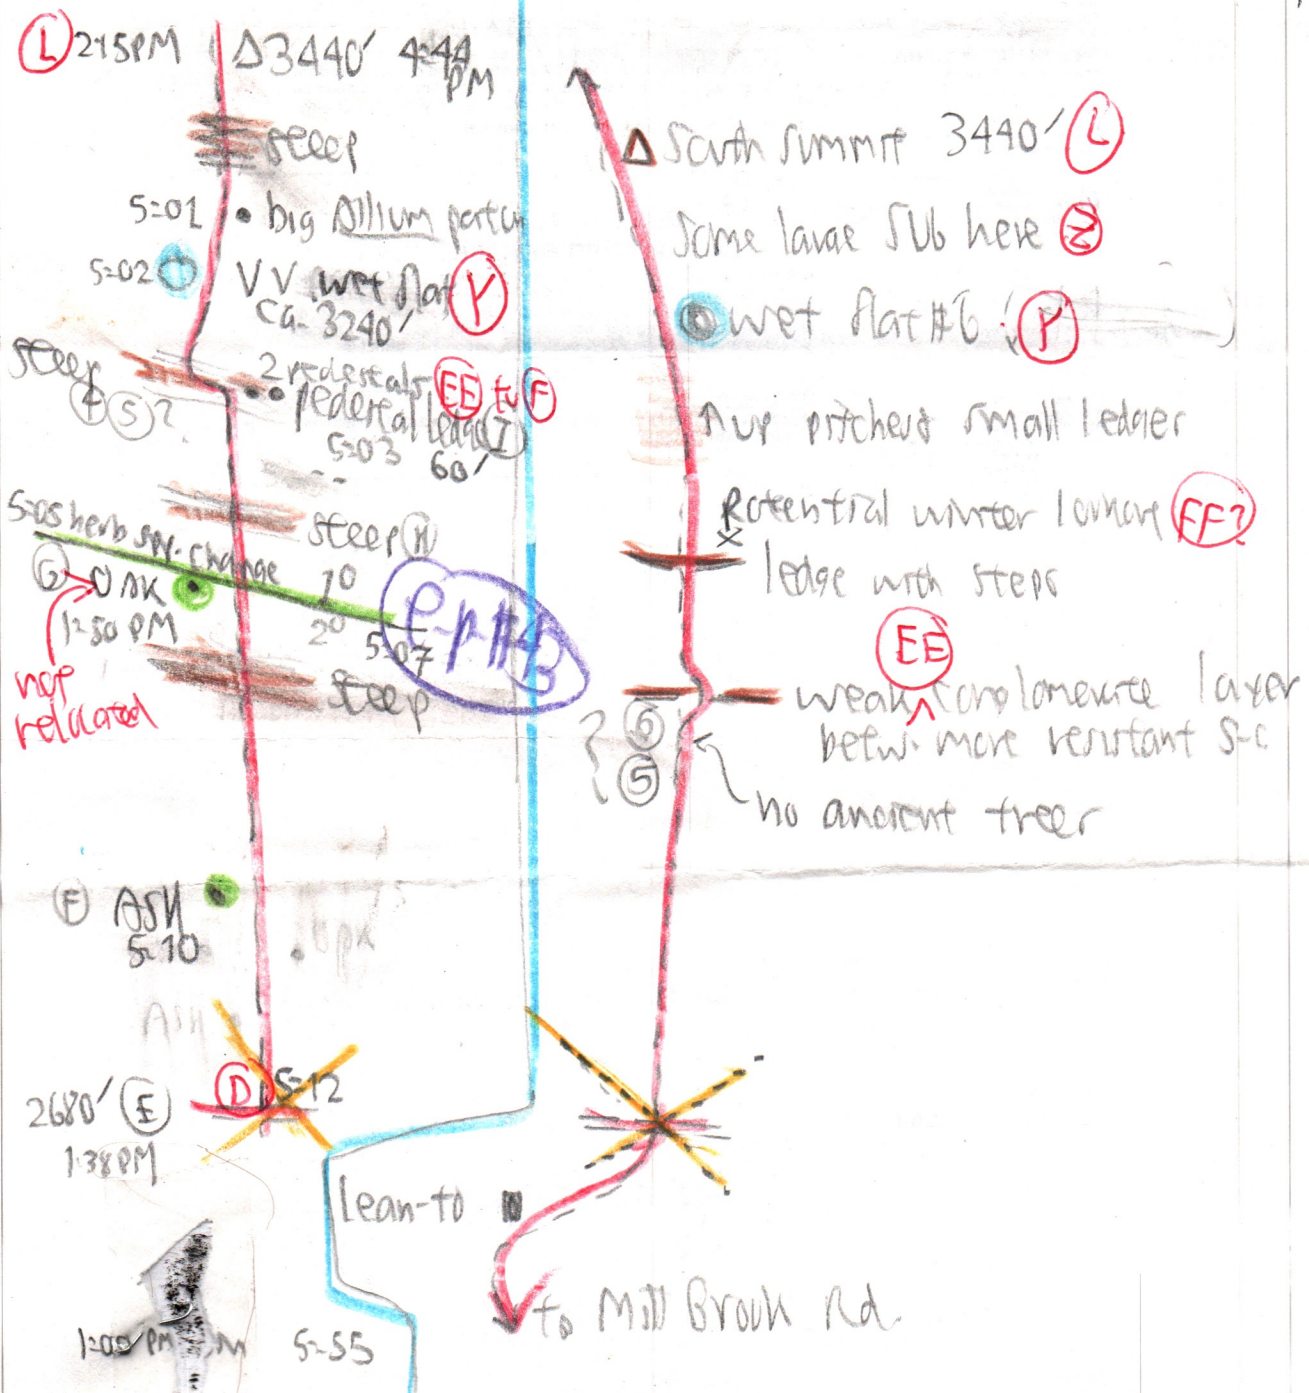 L 2:15PM Δ3440′ 4:44 PM
steep
5:01 • big Allium patch
5:02 VV wet flat Y
ca. 3240′
steep
2 pedestals EE to F
pedestal ledge I
4 5?
5:03 60′
steep H
5:05 herb spp. change
G OAK
1:50 PM
1°
2°
5:07
P-P-#4B
not
relocated
steep
F ASH
5:10
ASH
D 5:12
2680′ E
1:38PM
1:00 PM
5:55
Δ South Summit 3440′ L
some large SUB here Z
wet flat #6 Y
↑ up pitches small ledges
Potential winter lookout FF?
X
ledge with steps
EE
weak conglomerate layer
betw. more resistant S-C
? 6
5
no ancient trees
Lean-to
to Mill Brook Rd.